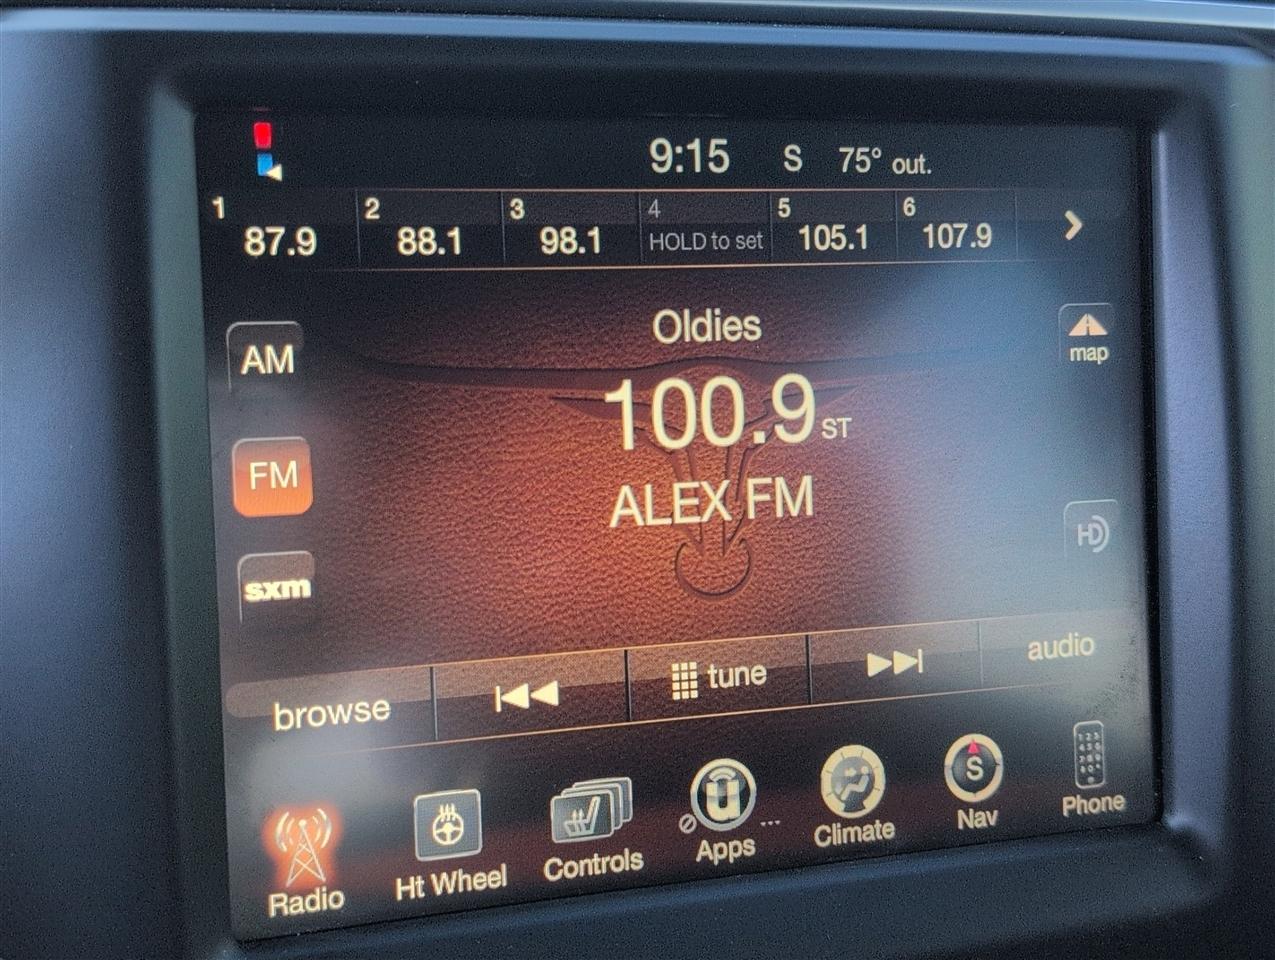 9:15 S 75° out.
1 2 3 4 5 6
87.9 88.1 98.1 HOLD to set 105.1 107.9
Oldies
map
AM
100.9 ST
FM
ALEX FM
HD
sxm
browse tune audio
Radio Ht Wheel Controls Apps ... Climate S Nav Phone